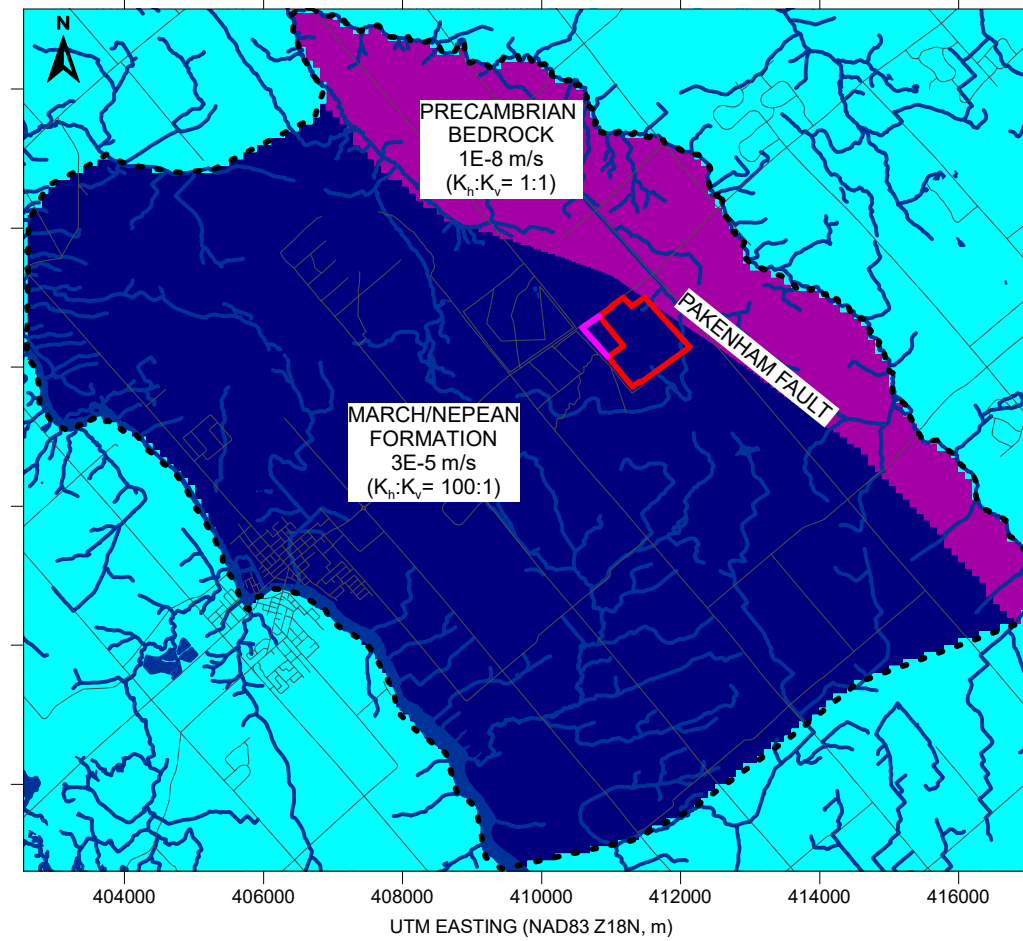 N
PRECAMBRIAN
BEDROCK
1E-8 m/s
(Kₕ:Kᵥ= 1:1)
PAKENHAM FAULT
MARCH/NEPEAN
FORMATION
3E-5 m/s
(Kₕ:Kᵥ= 100:1)
404000 406000 408000 410000 412000 414000 416000
UTM EASTING (NAD83 Z18N, m)